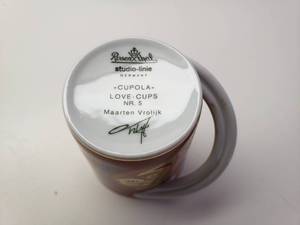 Rosenthal
studio-linie
GERMANY
»CUPOLA«
LOVE-CUPS
NR. 5
Maarten Vrolijk